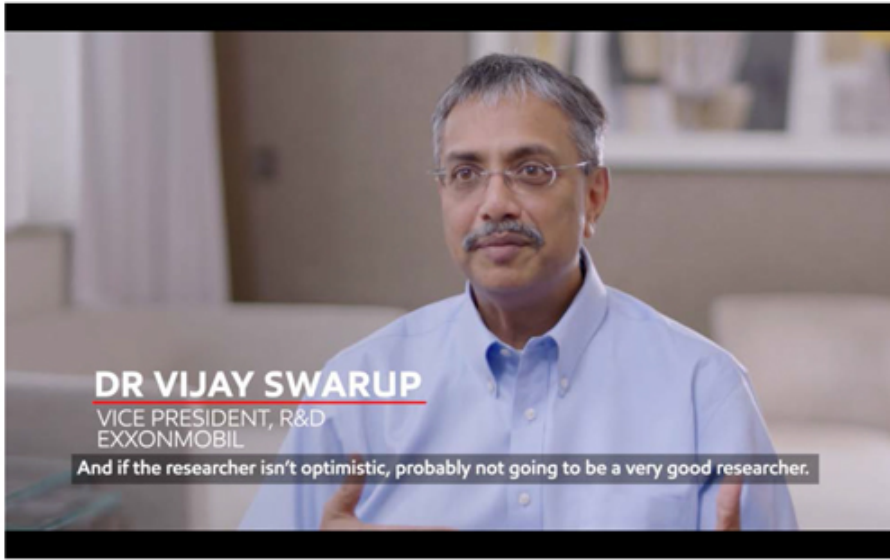 DR VIJAY SWARUP
VICE PRESIDENT, R&D
EXXONMOBIL
And if the researcher isn't optimistic, probably not going to be a very good researcher.